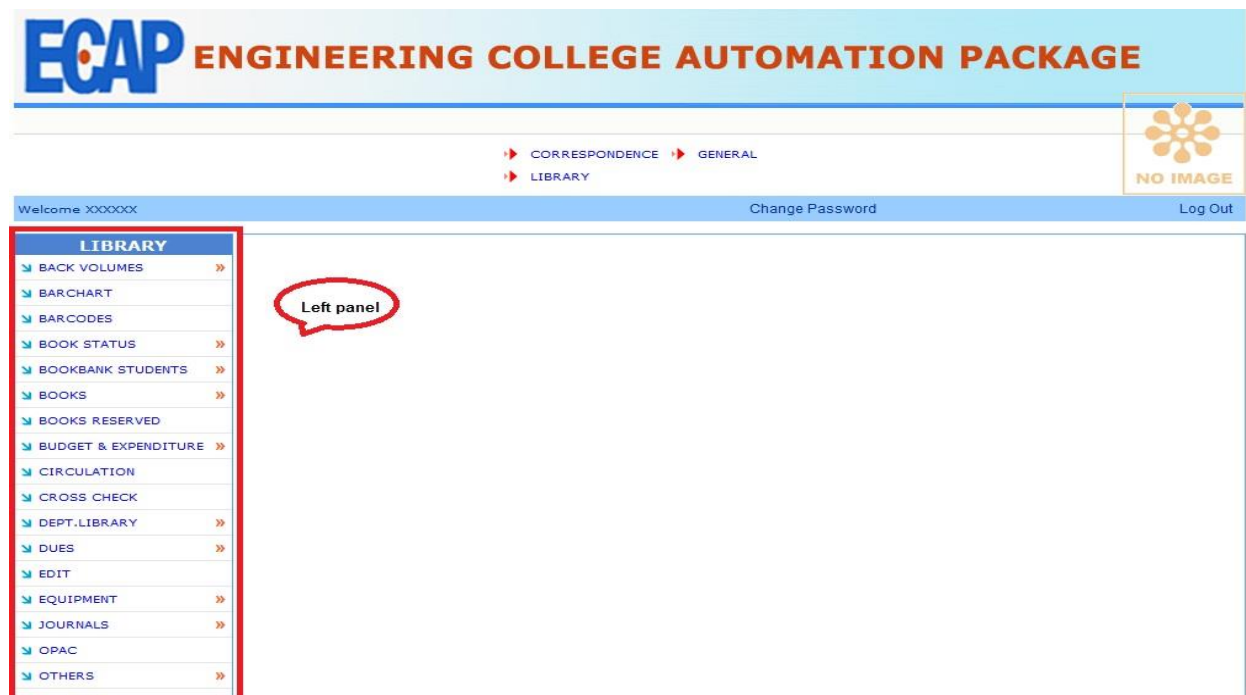 ECAP ENGINEERING COLLEGE AUTOMATION PACKAGE
CORRESPONDENCE GENERAL
LIBRARY
NO IMAGE
Welcome XXXXXX Change Password Log Out
LIBRARY
BACK VOLUMES »
BARCHART
BARCODES
BOOK STATUS »
BOOKBANK STUDENTS »
BOOKS »
BOOKS RESERVED
BUDGET & EXPENDITURE »
CIRCULATION
CROSS CHECK
DEPT.LIBRARY »
DUES »
EDIT
EQUIPMENT »
JOURNALS »
OPAC
OTHERS »
Left panel